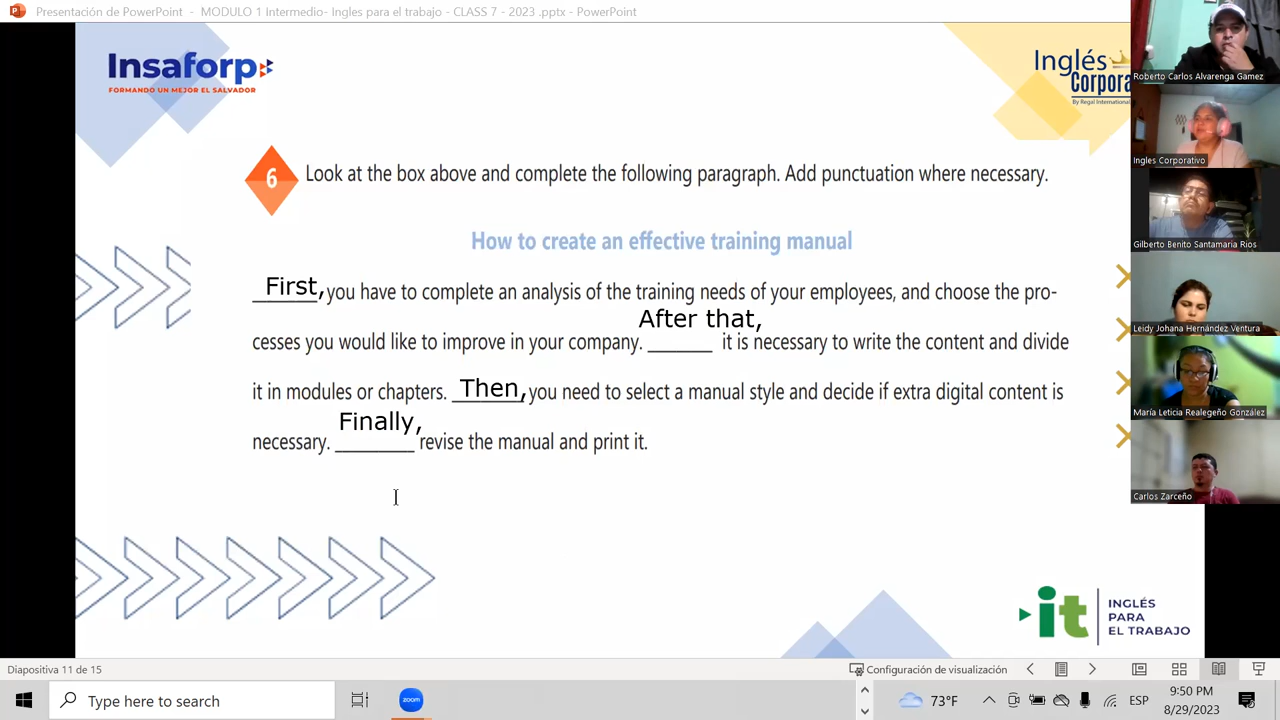 Presentación de PowerPoint - MODULO 1 Intermedio- Ingles para el trabajo - CLASS 7 - 2023 .pptx - PowerPoint
Insaforp
FORMANDO UN MEJOR EL SALVADOR
Inglés
Corpora
By Regal International
6 Look at the box above and complete the following paragraph. Add punctuation where necessary.
How to create an effective training manual
First, you have to complete an analysis of the training needs of your employees, and choose the pro-
After that,
cesses you would like to improve in your company. _______ it is necessary to write the content and divide
it in modules or chapters. Then, you need to select a manual style and decide if extra digital content is
Finally,
necessary. _________ revise the manual and print it.
it INGLÉS
PARA
EL TRABAJO
Roberto Carlos Alvarenga Gámez
Ingles Corporativo
Gilberto Benito Santamaria Rios
Leidy Johana Hernández Ventura
María Leticia Realegeño González
Carlos Zarceño
Diapositiva 11 de 15
Configuración de visualización
Type here to search
zoom
73°F
ESP
9:50 PM
8/29/2023